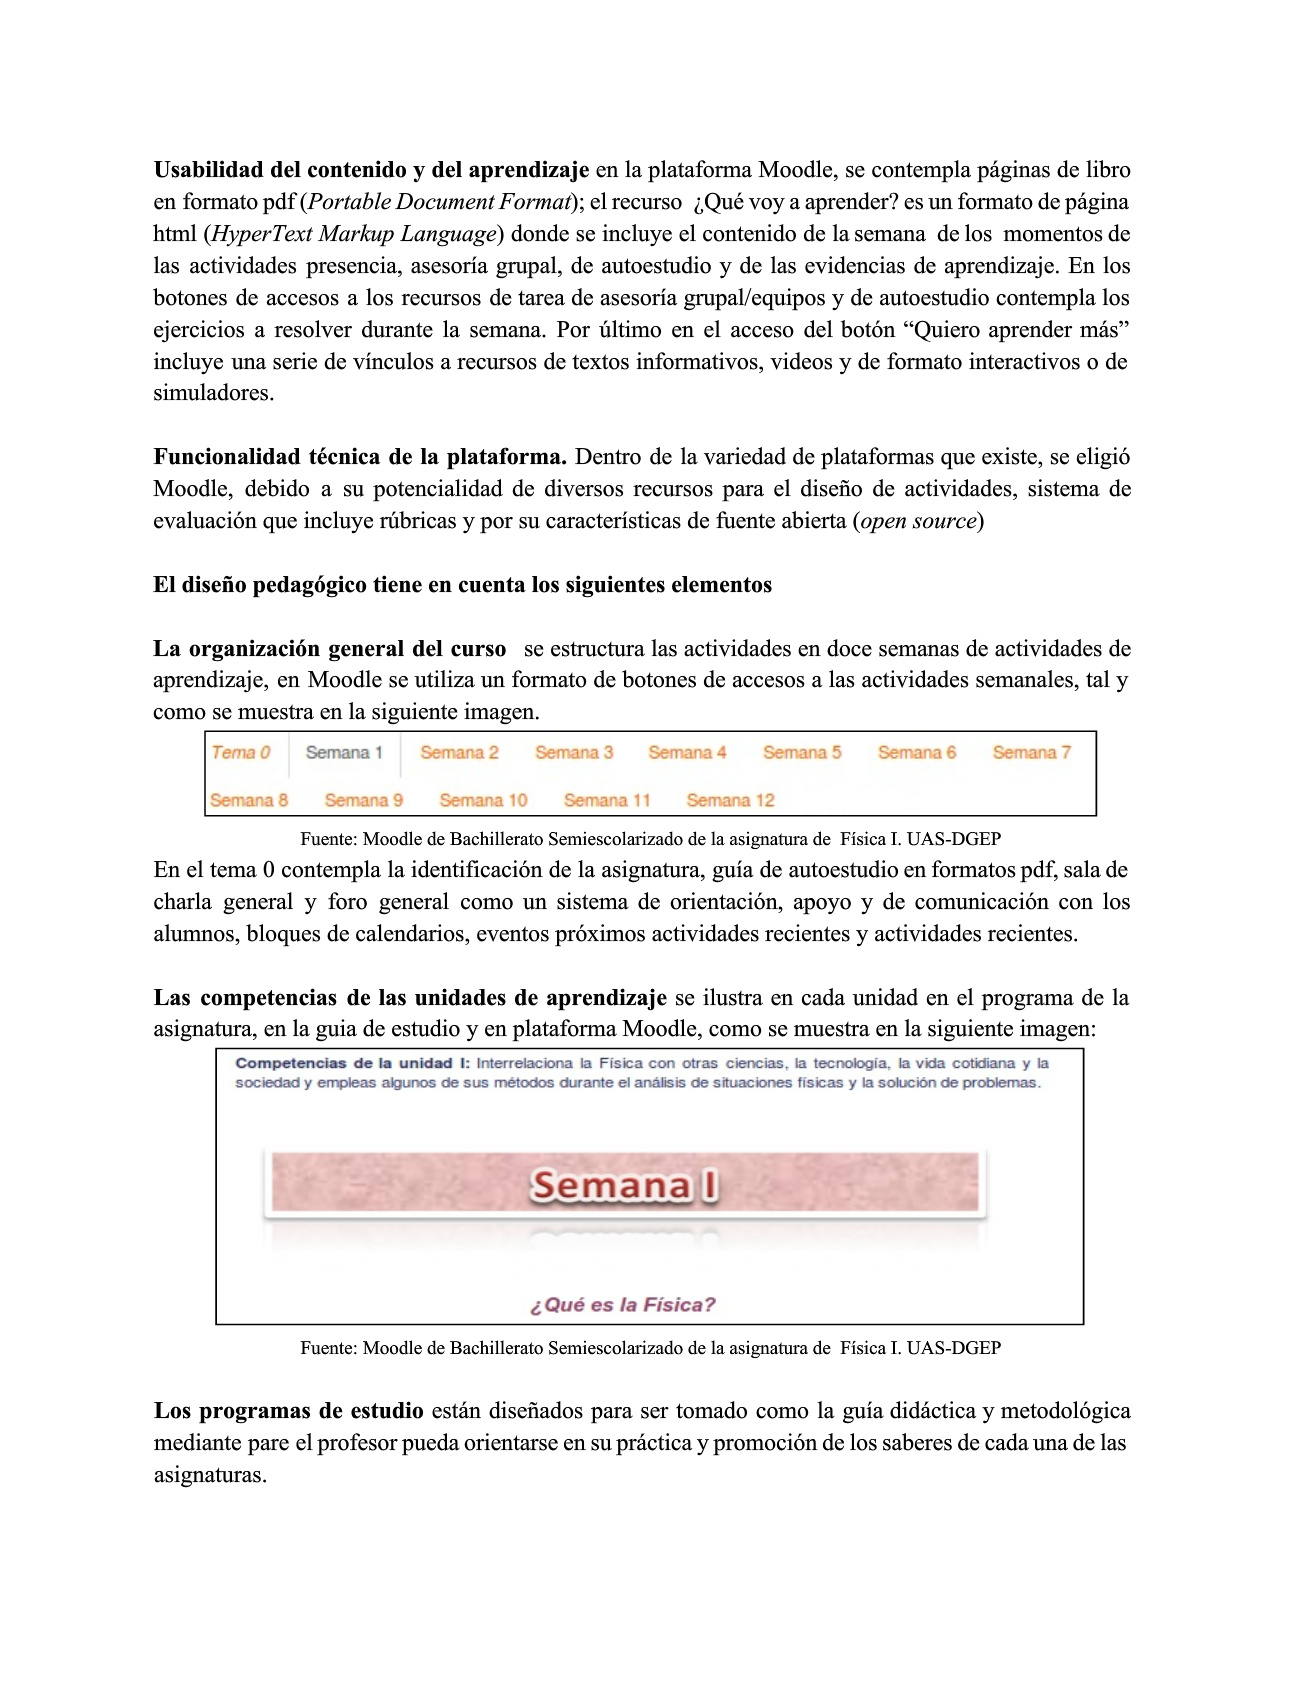 Usabilidad del contenido y del aprendizaje en la plataforma Moodle, se contempla páginas de libro
en formato pdf (Portable Document Format); el recurso ¿Qué voy a aprender? es un formato de página
html (HyperText Markup Language) donde se incluye el contenido de la semana de los momentos de
las actividades presencia, asesoría grupal, de autoestudio y de las evidencias de aprendizaje. En los
botones de accesos a los recursos de tarea de asesoría grupal/equipos y de autoestudio contempla los
ejercicios a resolver durante la semana. Por último en el acceso del botón “Quiero aprender más”
incluye una serie de vínculos a recursos de textos informativos, videos y de formato interactivos o de
simuladores.
Funcionalidad técnica de la plataforma. Dentro de la variedad de plataformas que existe, se eligió
Moodle, debido a su potencialidad de diversos recursos para el diseño de actividades, sistema de
evaluación que incluye rúbricas y por su características de fuente abierta (open source)
El diseño pedagógico tiene en cuenta los siguientes elementos
La organización general del curso se estructura las actividades en doce semanas de actividades de
aprendizaje, en Moodle se utiliza un formato de botones de accesos a las actividades semanales, tal y
como se muestra en la siguiente imagen.
Tema 0 Semana 1 Semana 2 Semana 3 Semana 4 Semana 5 Semana 6 Semana 7
Semana 8 Semana 9 Semana 10 Semana 11 Semana 12
Fuente: Moodle de Bachillerato Semiescolarizado de la asignatura de Física I. UAS-DGEP
En el tema 0 contempla la identificación de la asignatura, guía de autoestudio en formatos pdf, sala de
charla general y foro general como un sistema de orientación, apoyo y de comunicación con los
alumnos, bloques de calendarios, eventos próximos actividades recientes y actividades recientes.
Las competencias de las unidades de aprendizaje se ilustra en cada unidad en el programa de la
asignatura, en la guia de estudio y en plataforma Moodle, como se muestra en la siguiente imagen:
Competencias de la unidad I: Interrelaciona la Física con otras ciencias, la tecnología, la vida cotidiana y la
sociedad y empleas algunos de sus métodos durante el análisis de situaciones físicas y la solución de problemas.
Semana I
¿Qué es la Física?
Fuente: Moodle de Bachillerato Semiescolarizado de la asignatura de Física I. UAS-DGEP
Los programas de estudio están diseñados para ser tomado como la guía didáctica y metodológica
mediante pare el profesor pueda orientarse en su práctica y promoción de los saberes de cada una de las
asignaturas.